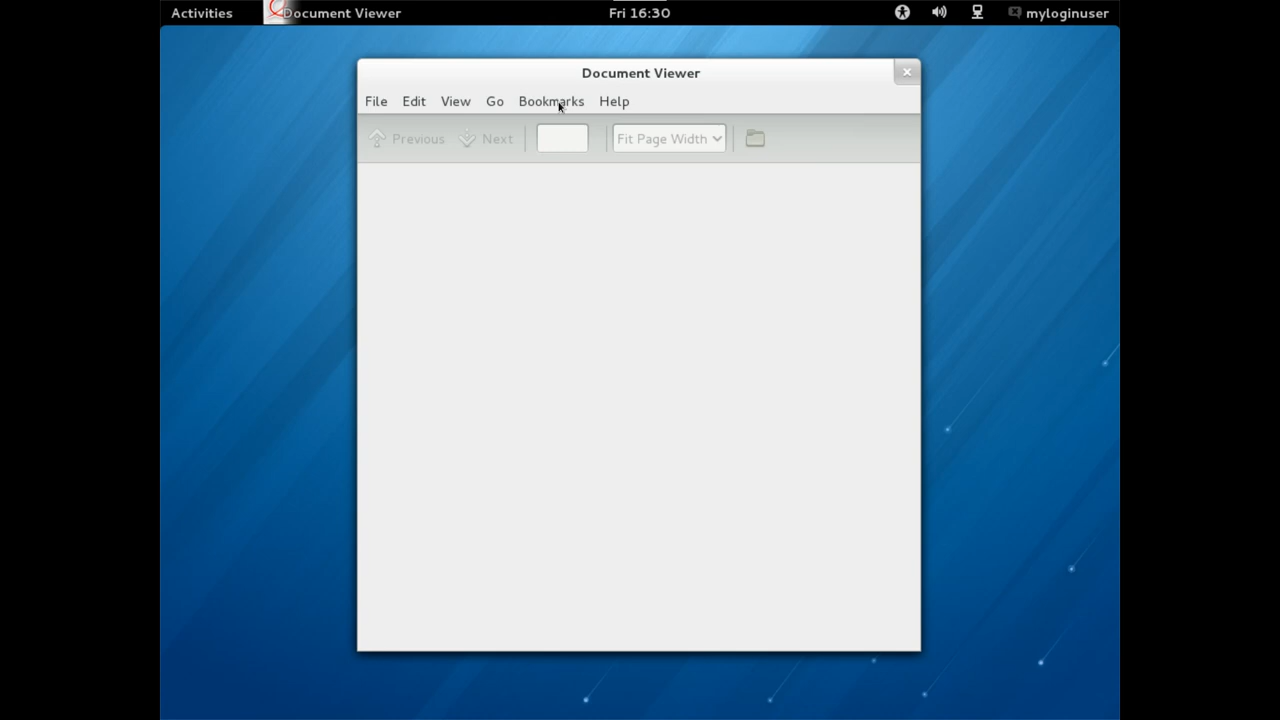 Activities Document Viewer Fri 16:30 myloginuser
Document Viewer
File Edit View Go Bookmarks Help
Previous Next Fit Page Width